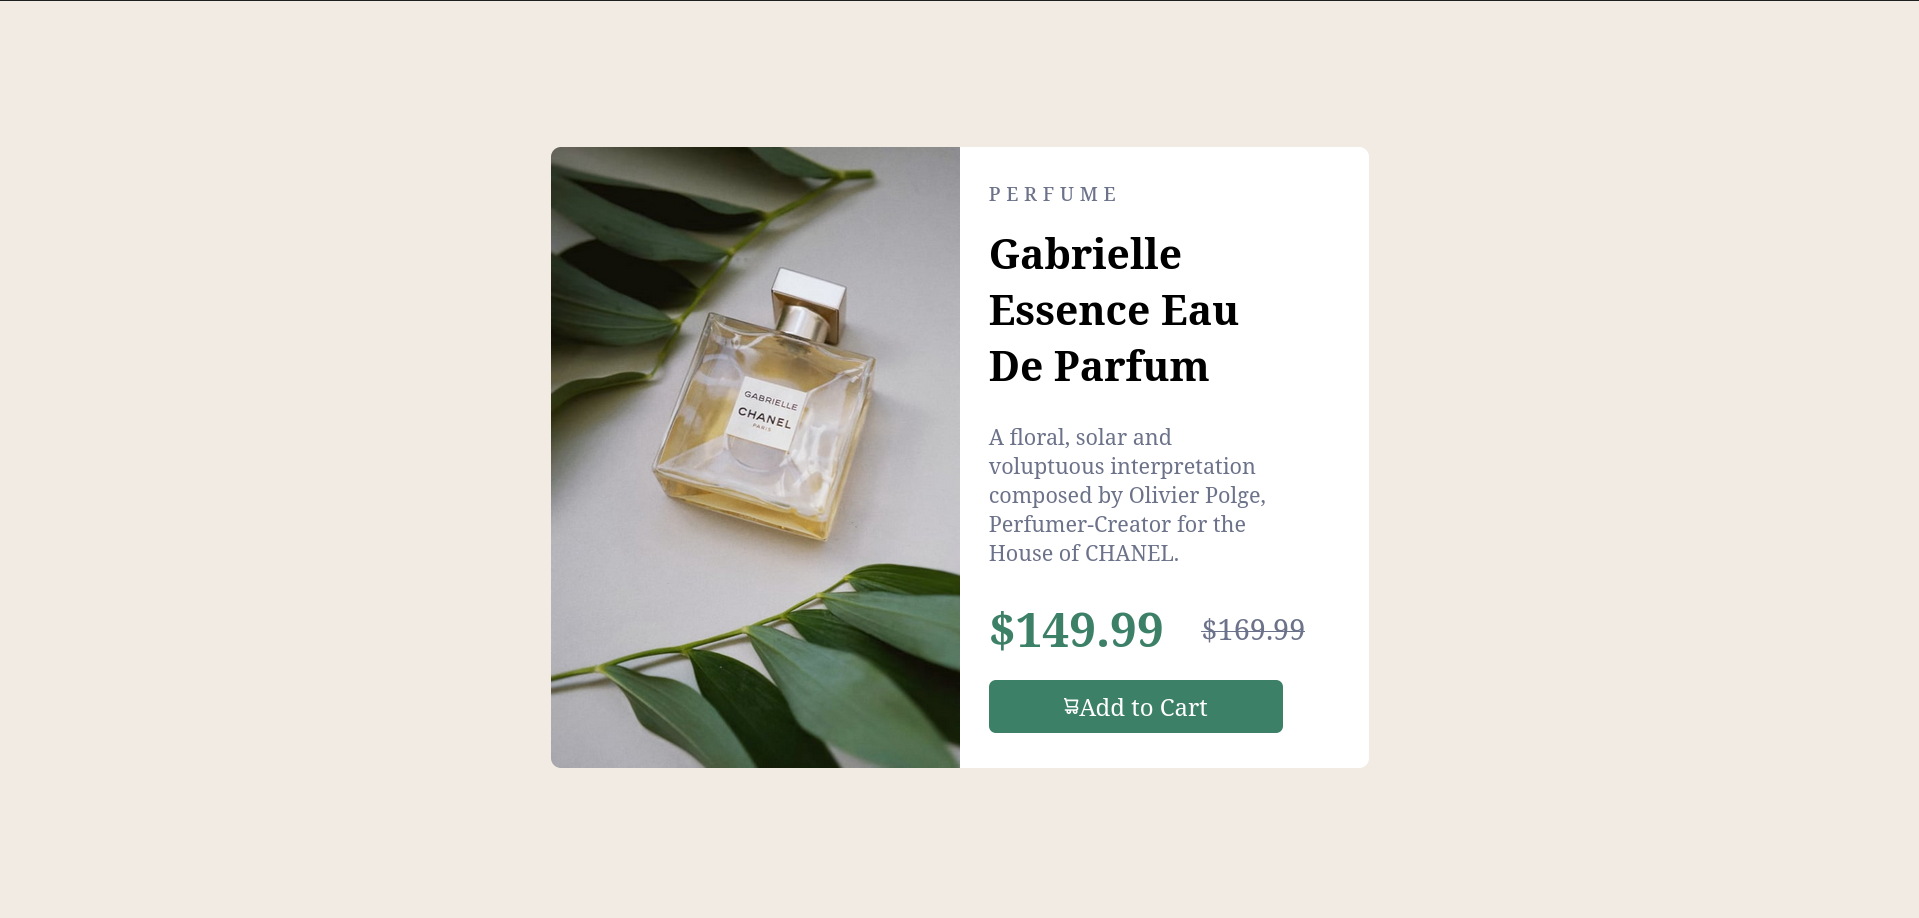 GABRIELLE
CHANEL
PARIS
PERFUME
Gabrielle
Essence Eau
De Parfum
A floral, solar and
voluptuous interpretation
composed by Olivier Polge,
Perfumer-Creator for the
House of CHANEL.
$149.99 $169.99
Add to Cart